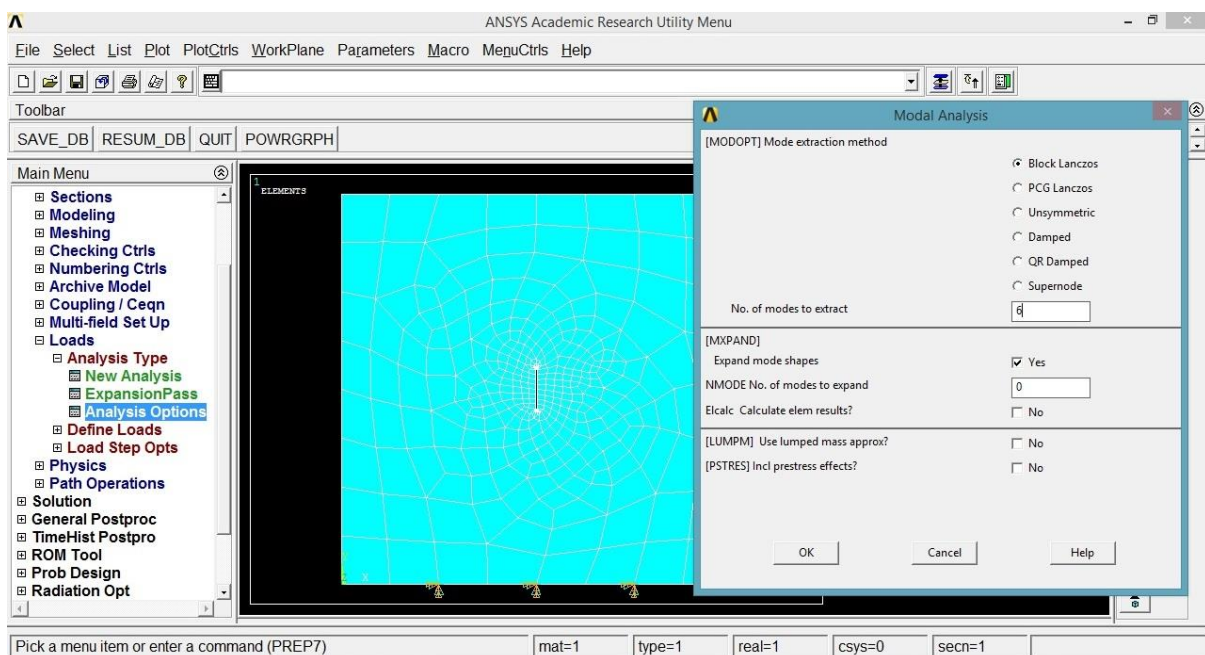 ANSYS Academic Research Utility Menu
File Select List Plot PlotCtrls WorkPlane Parameters Macro MenuCtrls Help
Toolbar
SAVE_DB RESUM_DB QUIT POWRGRPH
Main Menu
Sections
Modeling
Meshing
Checking Ctrls
Numbering Ctrls
Archive Model
Coupling / Ceqn
Multi-field Set Up
Loads
Analysis Type
New Analysis
ExpansionPass
Analysis Options
Define Loads
Load Step Opts
Physics
Path Operations
Solution
General Postproc
TimeHist Postpro
ROM Tool
Prob Design
Radiation Opt
1
ELEMENTS
X
Modal Analysis
[MODOPT] Mode extraction method
Block Lanczos
PCG Lanczos
Unsymmetric
Damped
QR Damped
Supernode
No. of modes to extract 6
[MXPAND]
Expand mode shapes Yes
NMODE No. of modes to expand 0
Elcalc Calculate elem results? No
[LUMPM] Use lumped mass approx? No
[PSTRES] Incl prestress effects? No
OK Cancel Help
Pick a menu item or enter a command (PREP7) mat=1 type=1 real=1 csys=0 secn=1